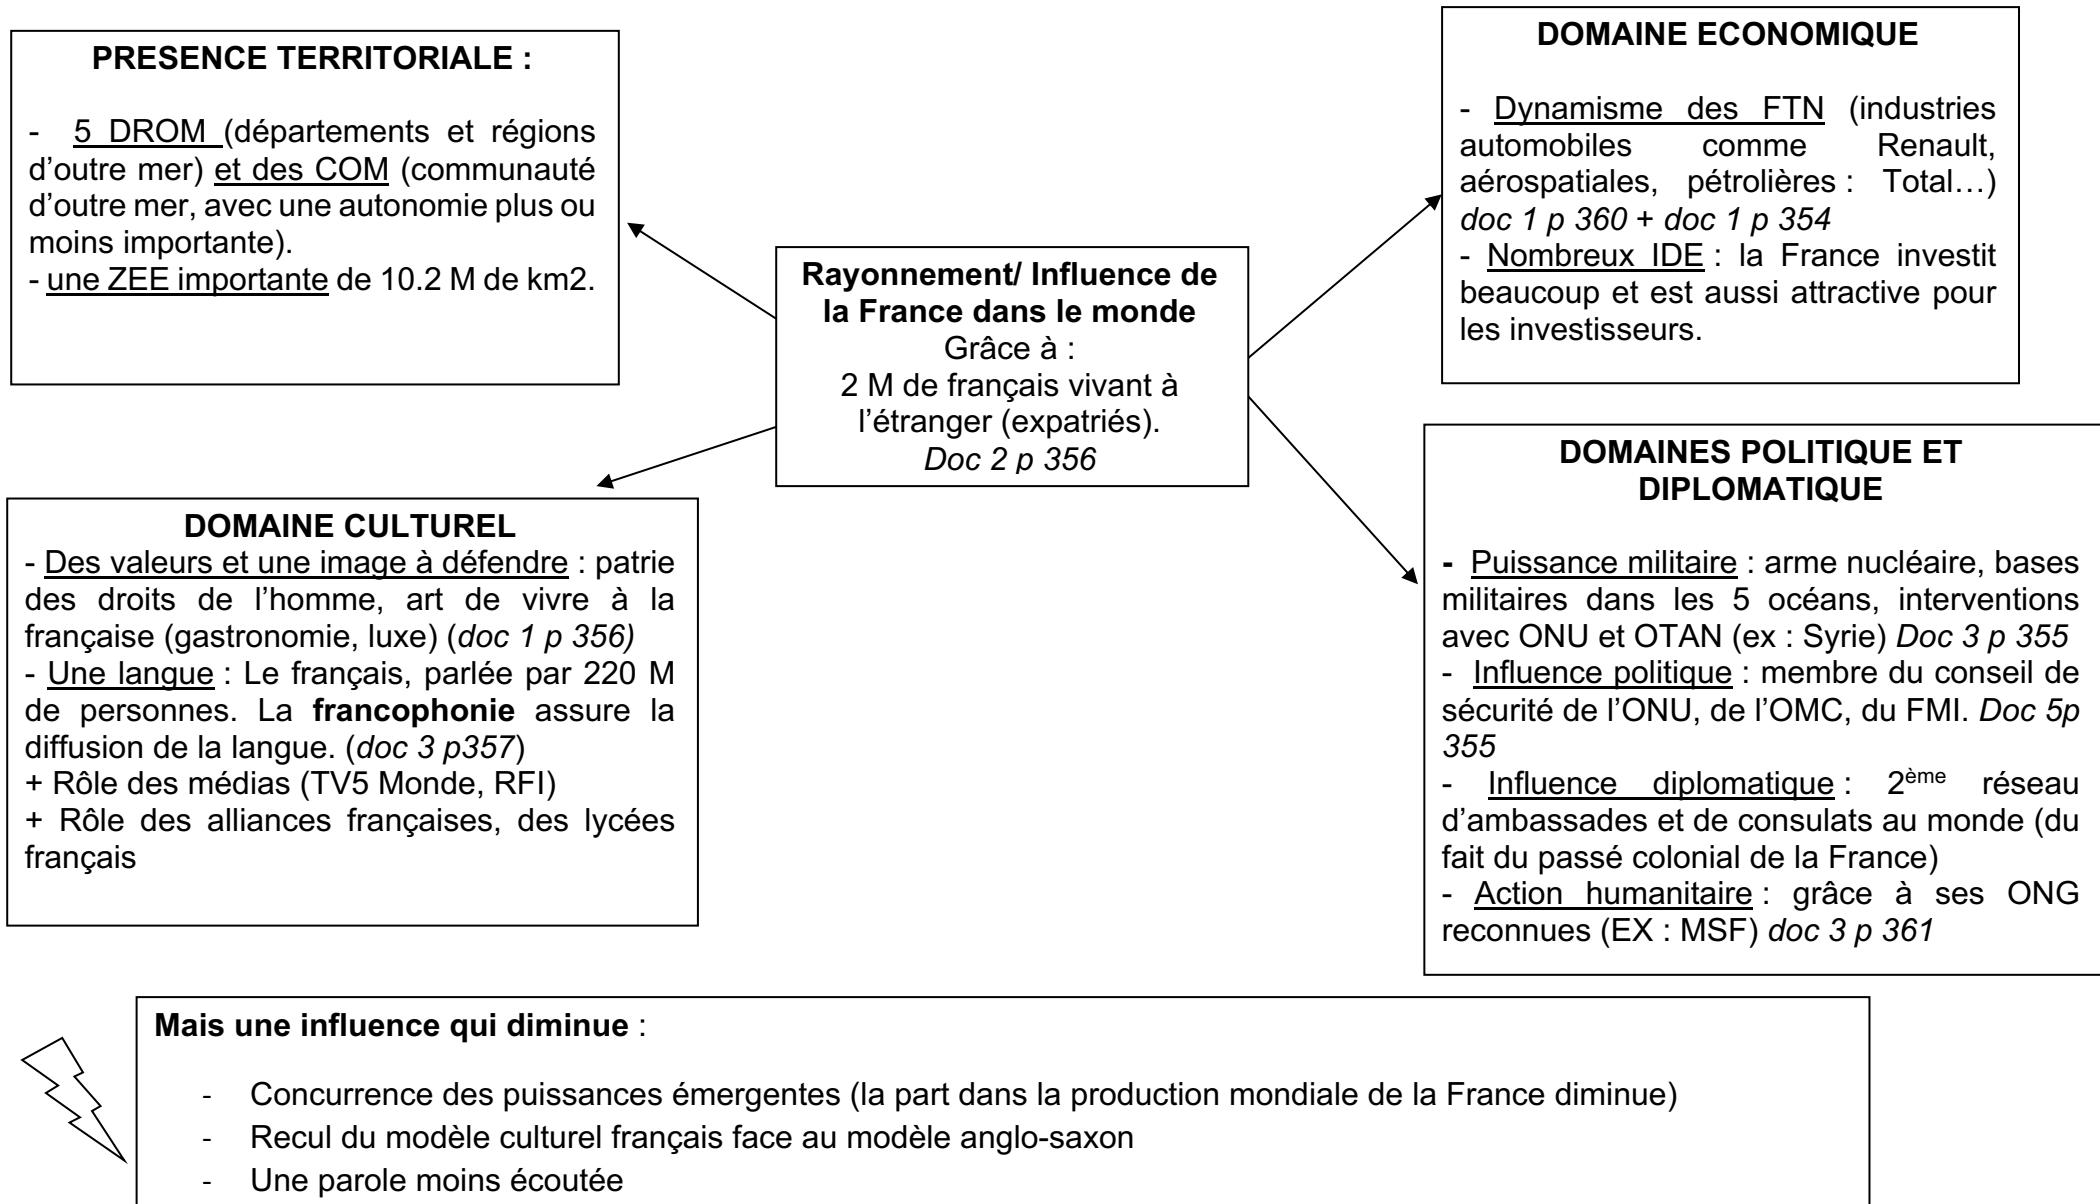 PRESENCE TERRITORIALE :
- 5 DROM (départements et régions
d’outre mer) et des COM (communauté
d’outre mer, avec une autonomie plus ou
moins importante).
- une ZEE importante de 10.2 M de km2.
Rayonnement/ Influence de
la France dans le monde
Grâce à :
2 M de français vivant à
l’étranger (expatriés).
Doc 2 p 356
DOMAINE ECONOMIQUE
- Dynamisme des FTN (industries
automobiles comme Renault,
aérospatiales, pétrolières : Total…)
doc 1 p 360 + doc 1 p 354
- Nombreux IDE : la France investit
beaucoup et est aussi attractive pour
les investisseurs.
DOMAINE CULTUREL
- Des valeurs et une image à défendre : patrie
des droits de l’homme, art de vivre à la
française (gastronomie, luxe) (doc 1 p 356)
- Une langue : Le français, parlée par 220 M
de personnes. La francophonie assure la
diffusion de la langue. (doc 3 p357)
+ Rôle des médias (TV5 Monde, RFI)
+ Rôle des alliances françaises, des lycées
français
DOMAINES POLITIQUE ET
DIPLOMATIQUE
- Puissance militaire : arme nucléaire, bases
militaires dans les 5 océans, interventions
avec ONU et OTAN (ex : Syrie) Doc 3 p 355
- Influence politique : membre du conseil de
sécurité de l’ONU, de l’OMC, du FMI. Doc 5p
355
- Influence diplomatique : 2ème réseau
d’ambassades et de consulats au monde (du
fait du passé colonial de la France)
- Action humanitaire : grâce à ses ONG
reconnues (EX : MSF) doc 3 p 361
Mais une influence qui diminue :
- Concurrence des puissances émergentes (la part dans la production mondiale de la France diminue)
- Recul du modèle culturel français face au modèle anglo-saxon
- Une parole moins écoutée